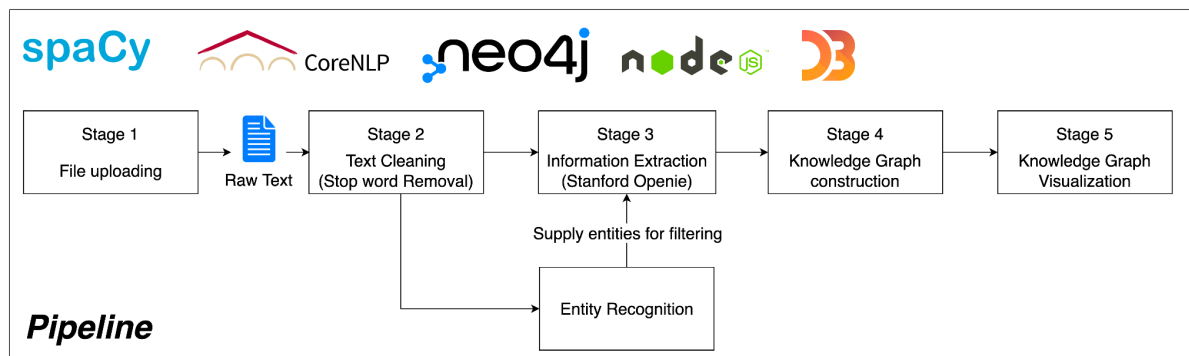 spaCy
CoreNLP
neo4j
node JS
D3
Stage 1
File uploading
Raw Text
Stage 2
Text Cleaning
(Stop word Removal)
Stage 3
Information Extraction
(Stanford Openie)
Stage 4
Knowledge Graph
construction
Stage 5
Knowledge Graph
Visualization
Supply entities for filtering
Entity Recognition
Pipeline